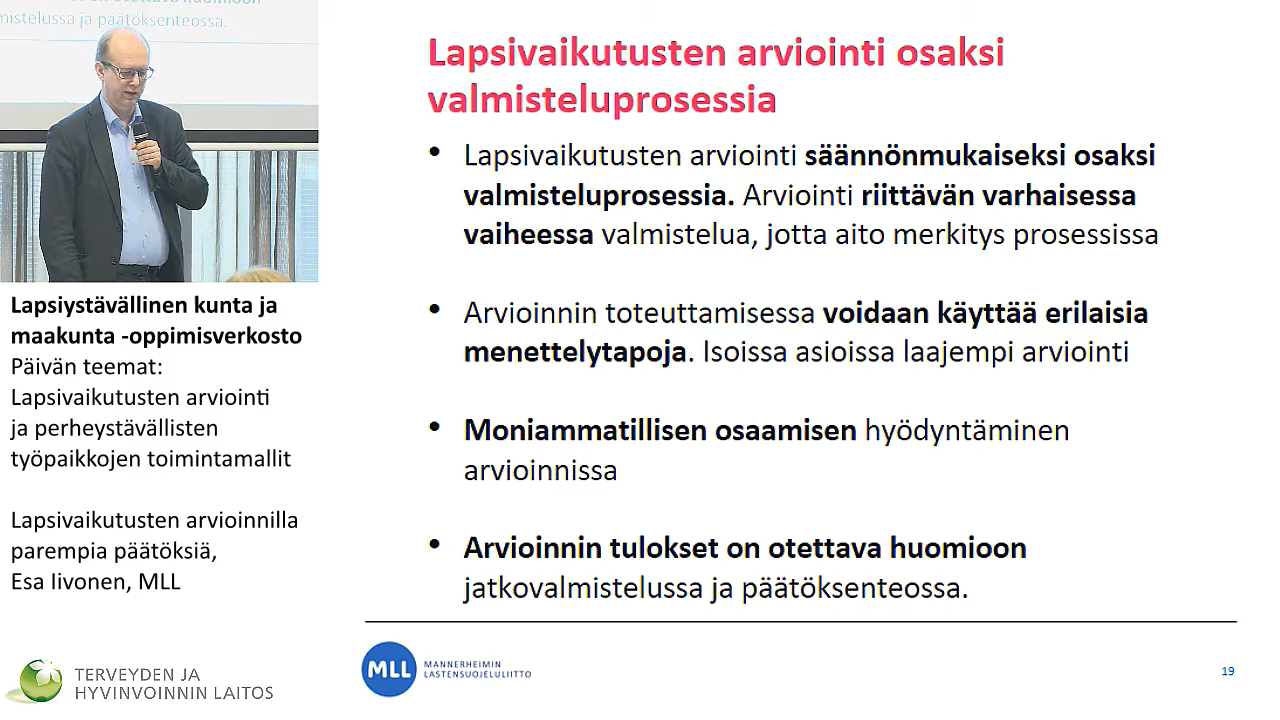 mistelussa ja päätöksenteossa.
Lapsiystävällinen kunta ja
maakunta -oppimisverkosto
Päivän teemat:
Lapsivaikutusten arviointi
ja perheystävällisten
työpaikkojen toimintamallit
Lapsivaikutusten arvioinnilla
parempia päätöksiä,
Esa Iivonen, MLL
TERVEYDEN JA
HYVINVOINNIN LAITOS
Lapsivaikutusten arviointi osaksi
valmisteluprosessia
• Lapsivaikutusten arviointi säännönmukaiseksi osaksi
valmisteluprosessia. Arviointi riittävän varhaisessa
vaiheessa valmistelua, jotta aito merkitys prosessissa
• Arvioinnin toteuttamisessa voidaan käyttää erilaisia
menettelytapoja. Isoissa asioissa laajempi arviointi
• Moniammatillisen osaamisen hyödyntäminen
arvioinnissa
• Arvioinnin tulokset on otettava huomioon
jatkovalmistelussa ja päätöksenteossa.
MLL
MANNERHEIMIN
LASTENSUOJELULIITTO
19